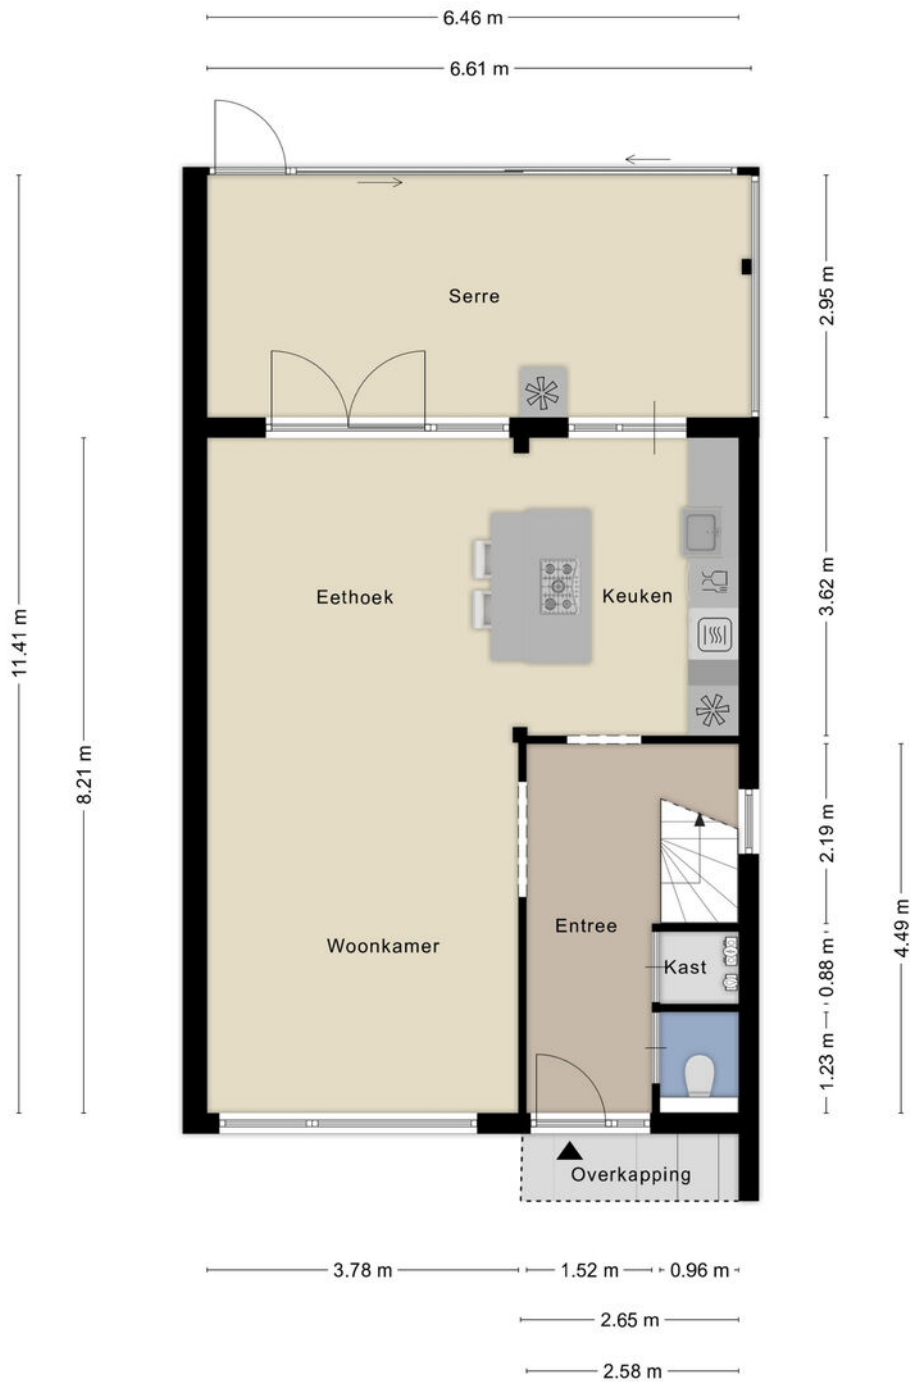 6.46 m
6.61 m
Serre
2.95 m
11.41 m
8.21 m
Eethoek
Keuken
3.62 m
2.19 m
4.49 m
Entree
Woonkamer
Kast
0.88 m
1.23 m
Overkapping
3.78 m
1.52 m
0.96 m
2.65 m
2.58 m